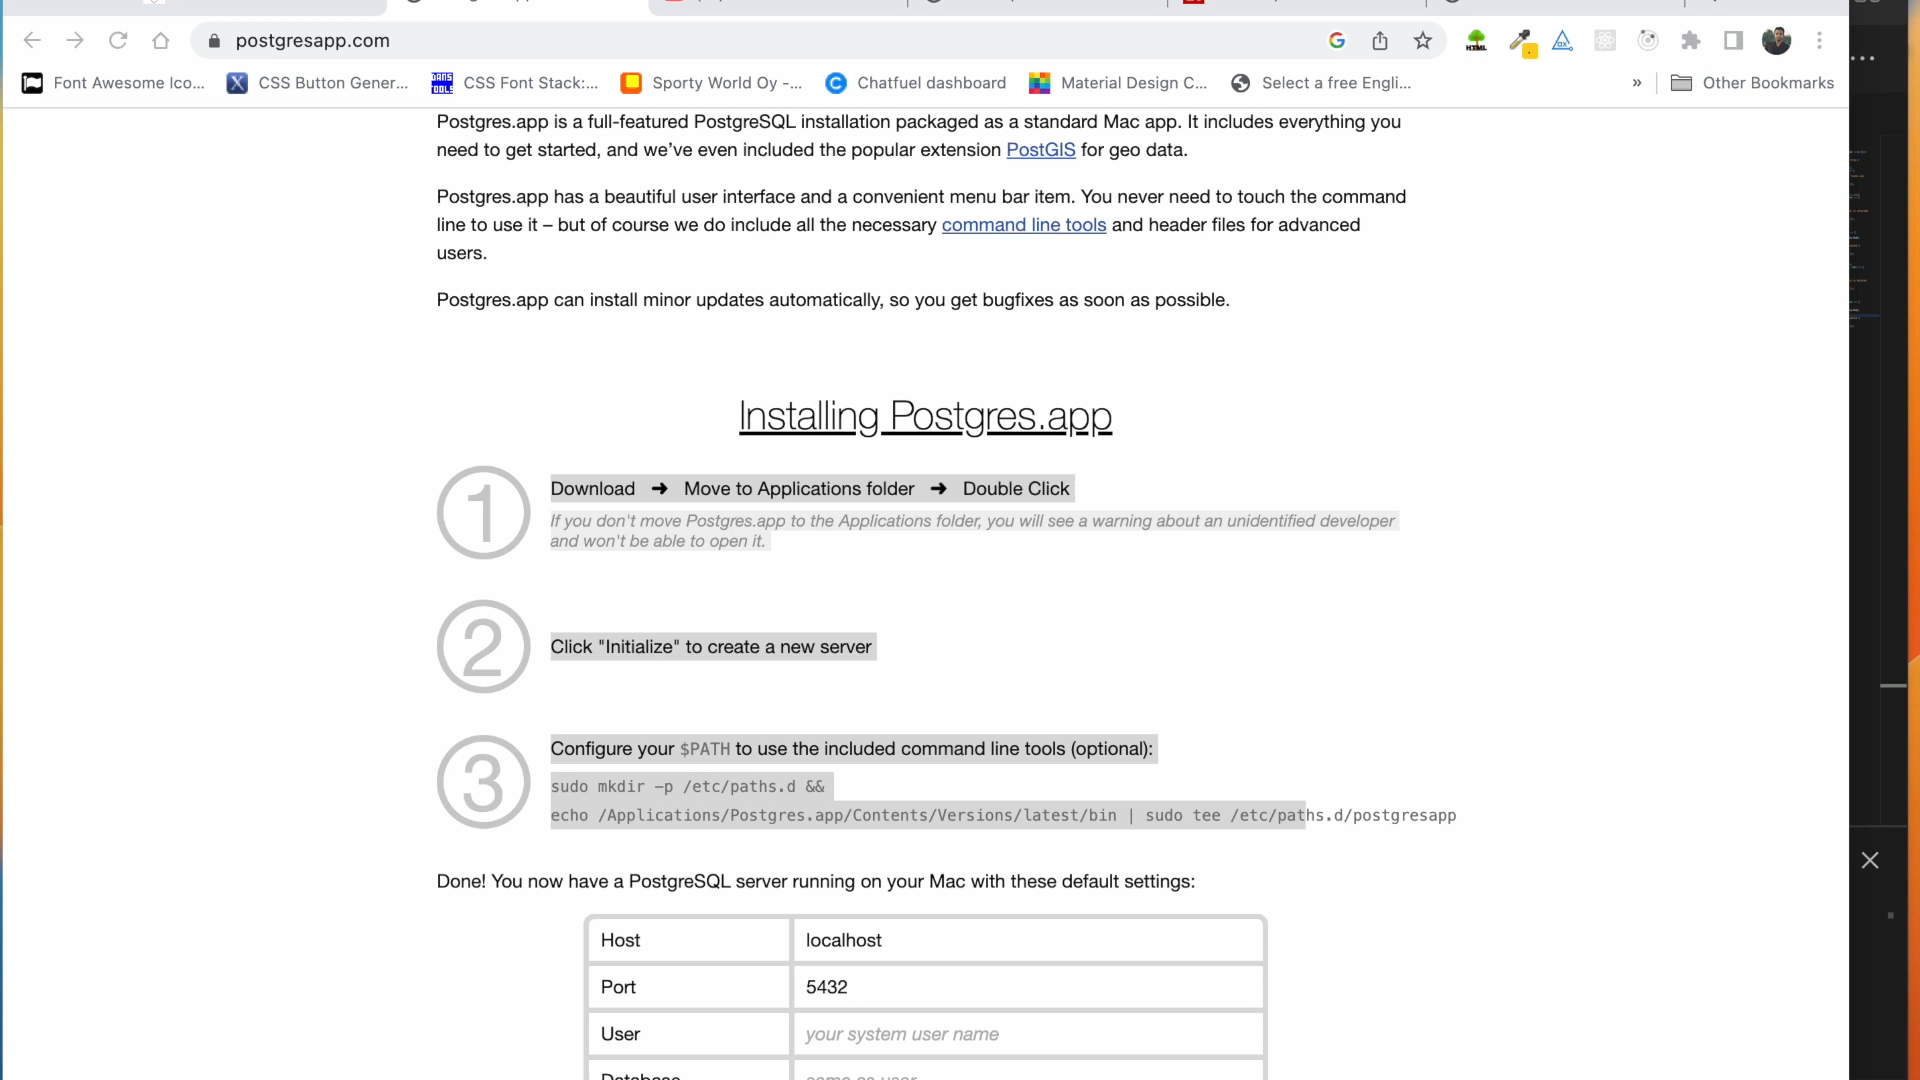 postgresapp.com
Font Awesome Ico... CSS Button Gener... CSS Font Stack:... Sporty World Oy -... Chatfuel dashboard Material Design C... Select a free Engli... » Other Bookmarks
Postgres.app is a full-featured PostgreSQL installation packaged as a standard Mac app. It includes everything you
need to get started, and we’ve even included the popular extension PostGIS for geo data.
Postgres.app has a beautiful user interface and a convenient menu bar item. You never need to touch the command
line to use it – but of course we do include all the necessary command line tools and header files for advanced
users.
Postgres.app can install minor updates automatically, so you get bugfixes as soon as possible.
Installing Postgres.app
1
Download ➜ Move to Applications folder ➜ Double Click
If you don't move Postgres.app to the Applications folder, you will see a warning about an unidentified developer
and won't be able to open it.
2
Click "Initialize" to create a new server
3
Configure your $PATH to use the included command line tools (optional):
sudo mkdir -p /etc/paths.d &&
echo /Applications/Postgres.app/Contents/Versions/latest/bin | sudo tee /etc/paths.d/postgresapp
Done! You now have a PostgreSQL server running on your Mac with these default settings:
Host localhost
Port 5432
User your system user name
Database same as user